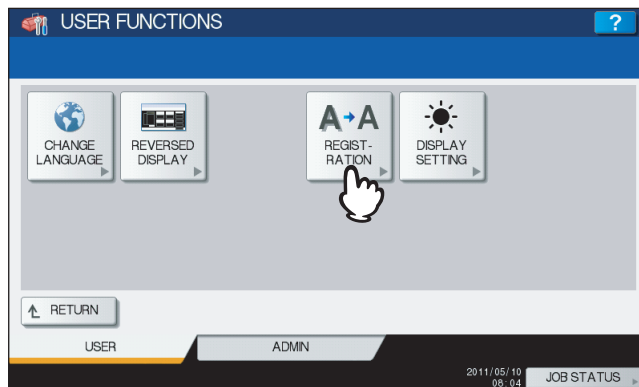 USER FUNCTIONS
?
CHANGE
LANGUAGE
REVERSED
DISPLAY
A→A
REGIST-
RATION
DISPLAY
SETTING
RETURN
USER
ADMIN
2011/05/10
08:04
JOB STATUS